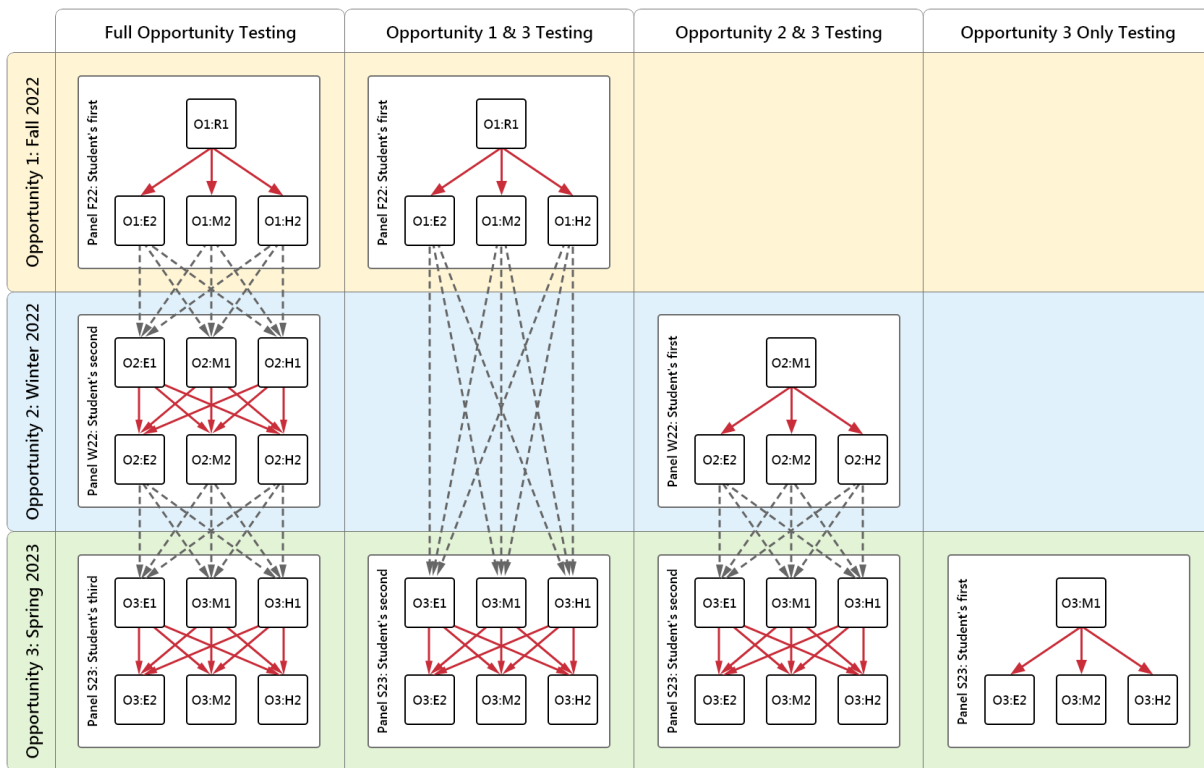 Full Opportunity Testing
Opportunity 1 & 3 Testing
Opportunity 2 & 3 Testing
Opportunity 3 Only Testing
Opportunity 1: Fall 2022
Panel F22: Student's first
O1:R1
O1:E2 O1:M2 O1:H2
Panel F22: Student's first
O1:R1
O1:E2 O1:M2 O1:H2
Opportunity 2: Winter 2022
Panel W22: Student's second
O2:E1 O2:M1 O2:H1
O2:E2 O2:M2 O2:H2
Panel W22: Student's first
O2:M1
O2:E2 O2:M2 O2:H2
Opportunity 3: Spring 2023
Panel S23: Student's third
O3:E1 O3:M1 O3:H1
O3:E2 O3:M2 O3:H2
Panel S23: Student's second
O3:E1 O3:M1 O3:H1
O3:E2 O3:M2 O3:H2
Panel S23: Student's second
O3:E1 O3:M1 O3:H1
O3:E2 O3:M2 O3:H2
Panel S23: Student's first
O3:M1
O3:E2 O3:M2 O3:H2